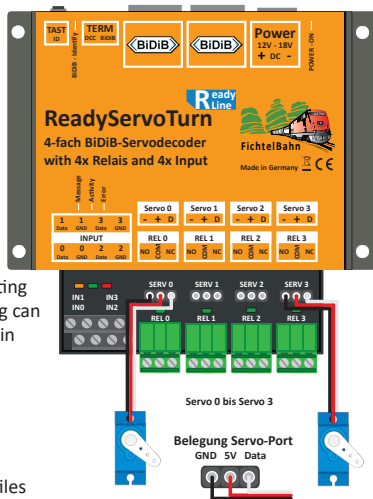 TAST
ID
BiDiB - Identify
TERM
DCC BiDiB
BiDiB
BiDiB
Power
12V - 18V
+ DC -
POWER -ON
Ready
Line
ReadyServoTurn
4-fach BiDiB-Servodecoder
with 4x Relais and 4x Input
FichtelBahn
Made in Germany
CE
Message
Activity
Error
Servo 0 Servo 1 Servo 2 Servo 3
- + D - + D - + D - + D
1 1 3 3
Data GND Data GND
INPUT
0 0 2 2
Data GND Data GND
REL 0 REL 1 REL 2 REL 3
NO COM NC NO COM NC NO COM NC NO COM NC
ting
g can
in
IN1 IN3
IN0 IN2
SERV 0 SERV 1 SERV 2 SERV 3
REL 0 REL 1 REL 2 REL 3
Servo 0 bis Servo 3
Belegung Servo-Port
GND 5V Data
iles